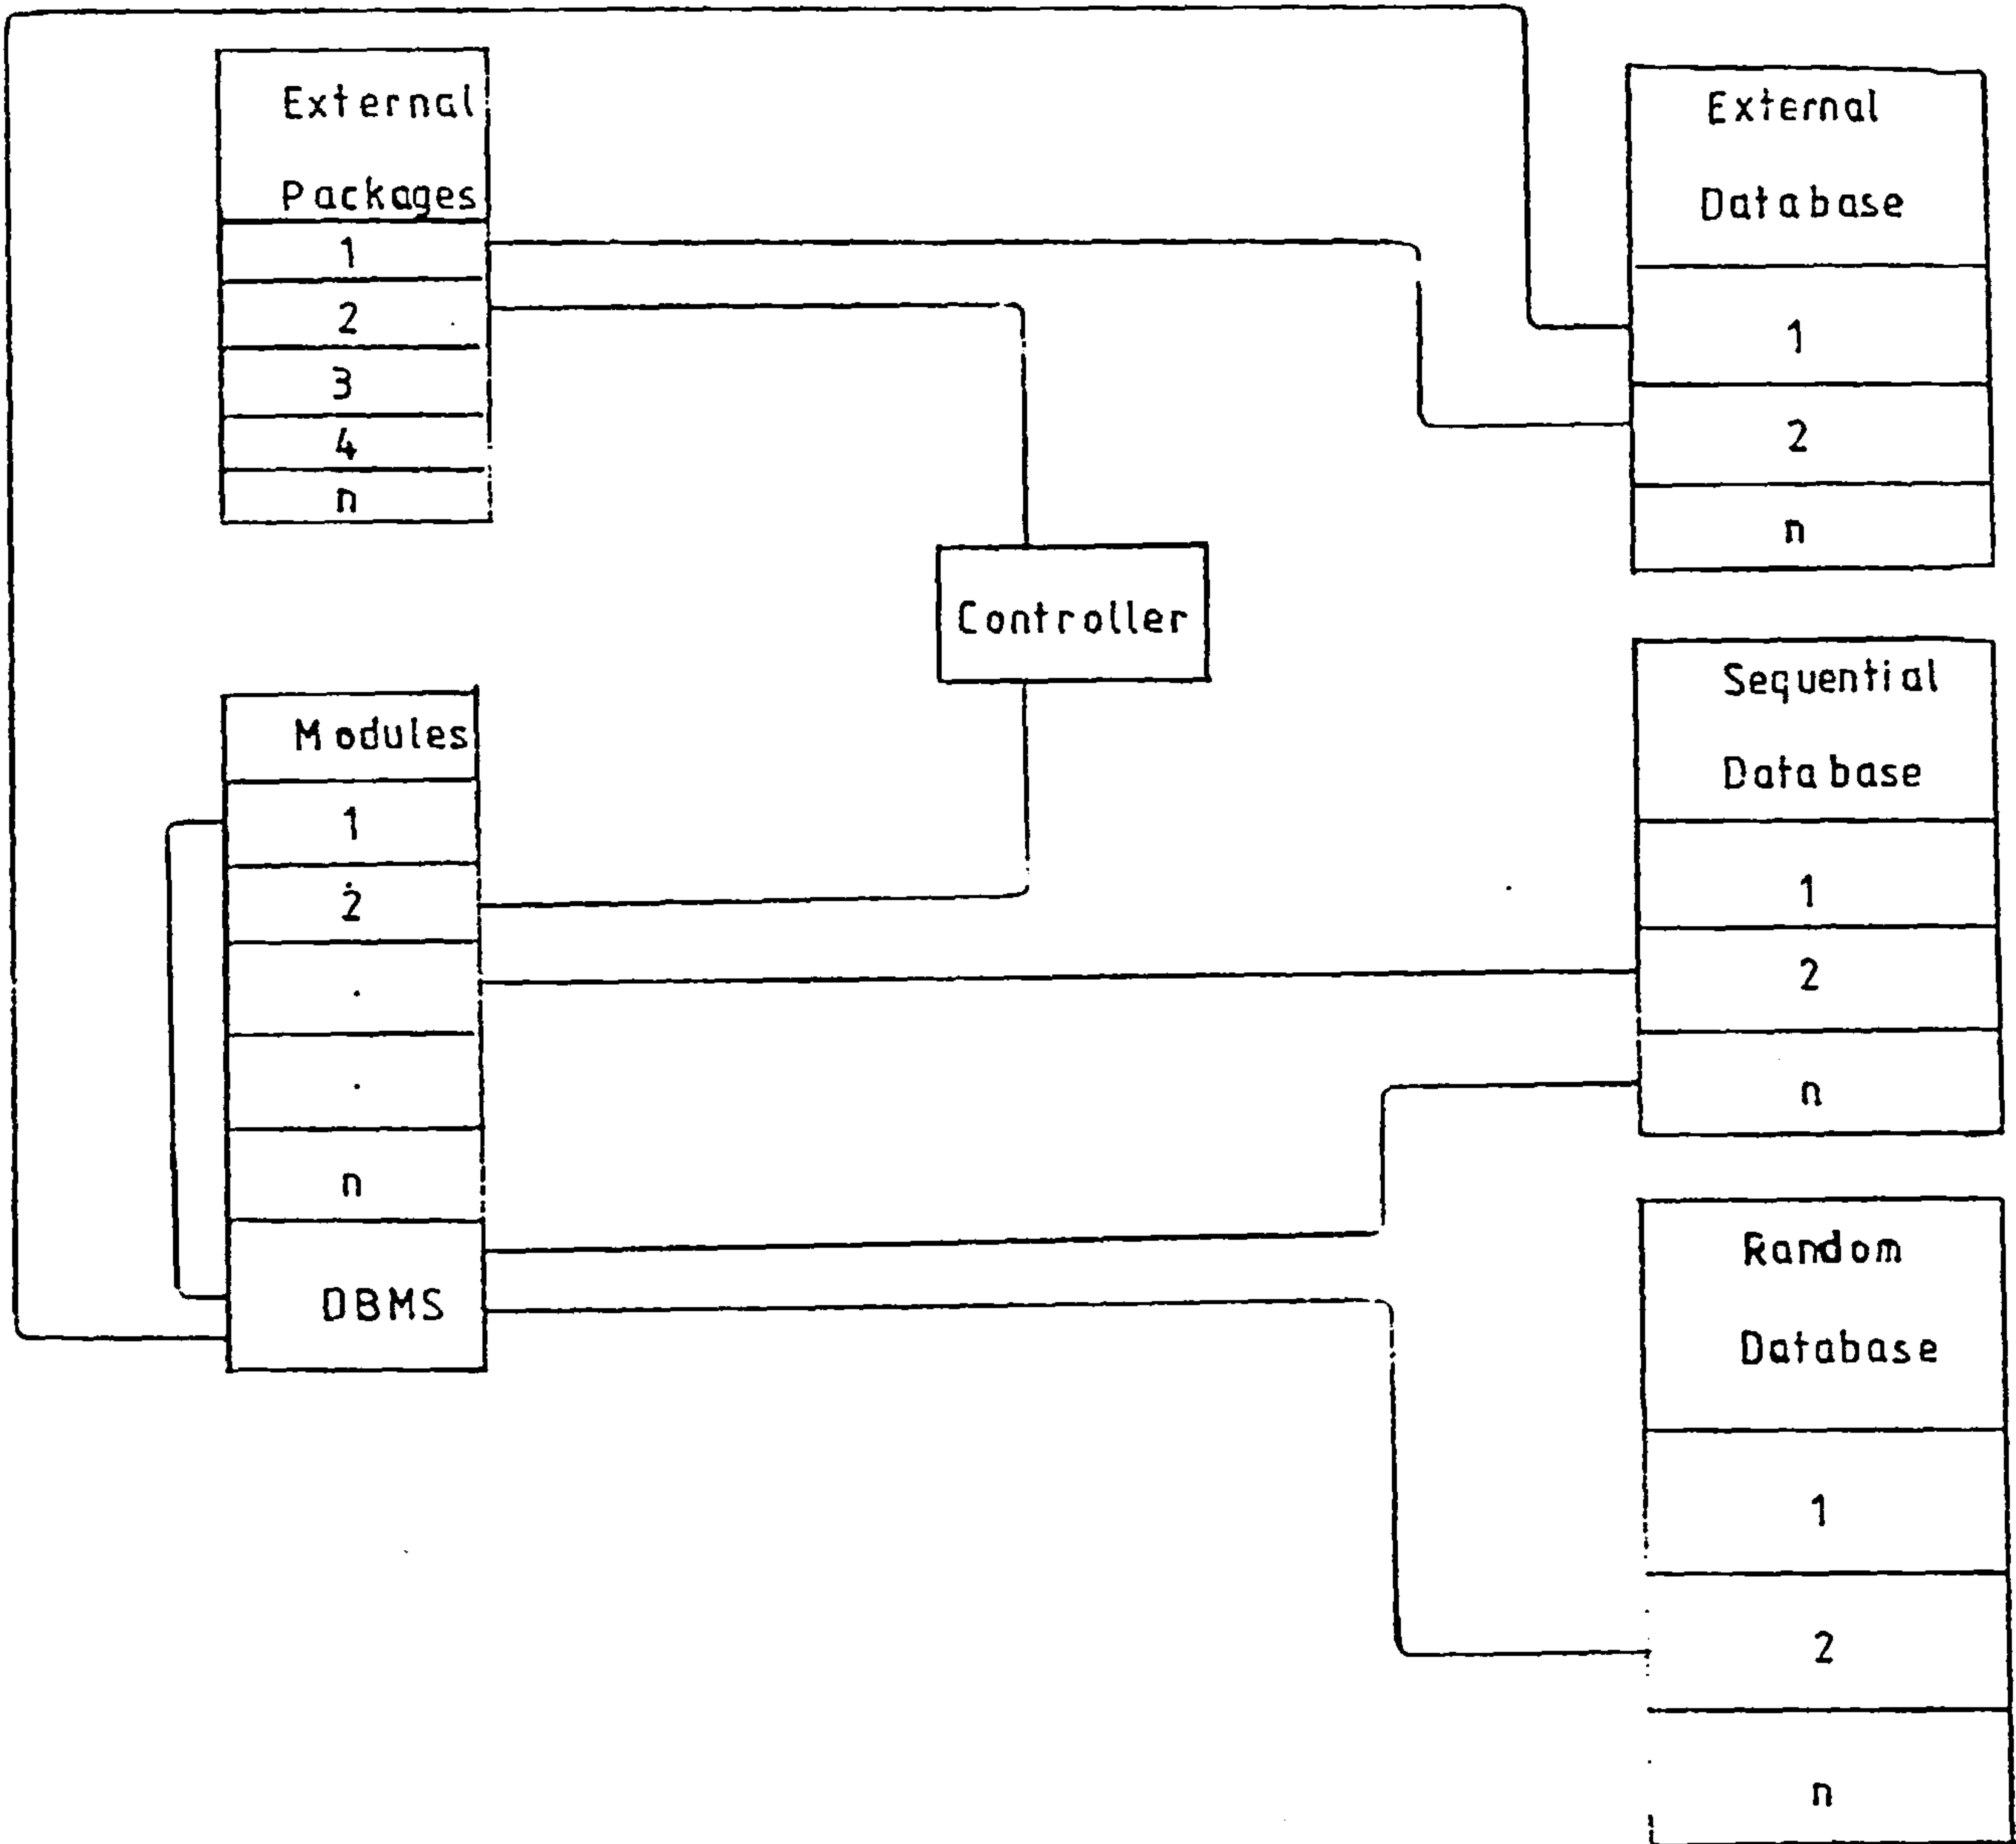 External
Packages
1
2
3
4
n
Controller
Modules
1
2
.
.
n
DBMS
External
Database
1
2
n
Sequential
Database
1
2
n
Random
Database
1
2
n